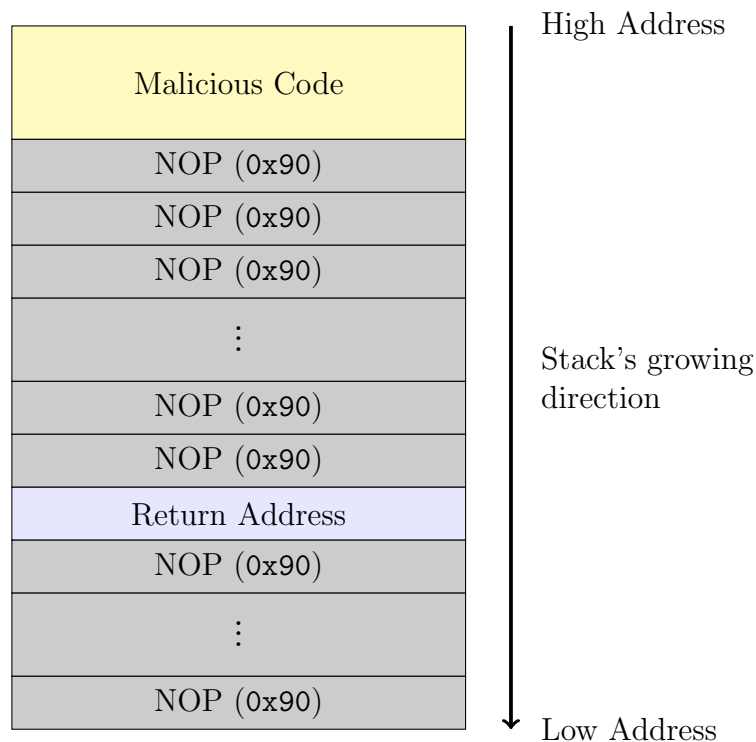 High Address
Malicious Code
NOP (0x90)
NOP (0x90)
NOP (0x90)
⋮
Stack's growing
direction
NOP (0x90)
NOP (0x90)
Return Address
NOP (0x90)
⋮
NOP (0x90)
Low Address